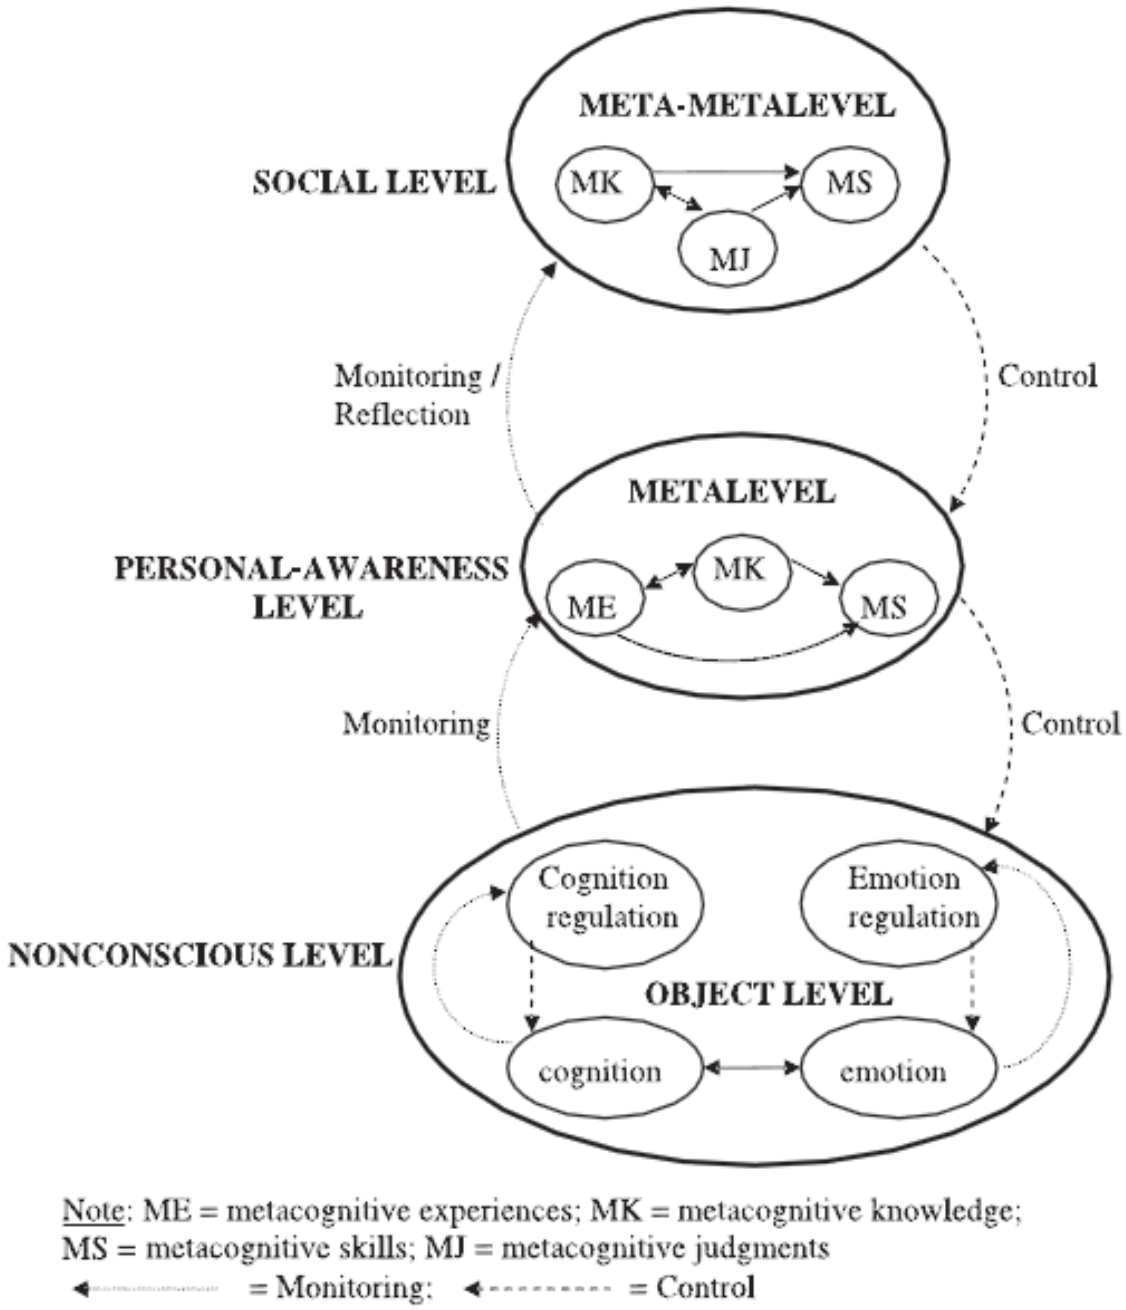 META-METALEVEL
SOCIAL LEVEL
MK
MS
MJ
Monitoring /
Reflection
Control
METALEVEL
PERSONAL-AWARENESS
LEVEL
ME
MK
MS
Monitoring
Control
Cognition
regulation
Emotion
regulation
NONCONSCIOUS LEVEL
OBJECT LEVEL
cognition
emotion
Note: ME = metacognitive experiences; MK = metacognitive knowledge;
MS = metacognitive skills; MJ = metacognitive judgments
= Monitoring; = Control